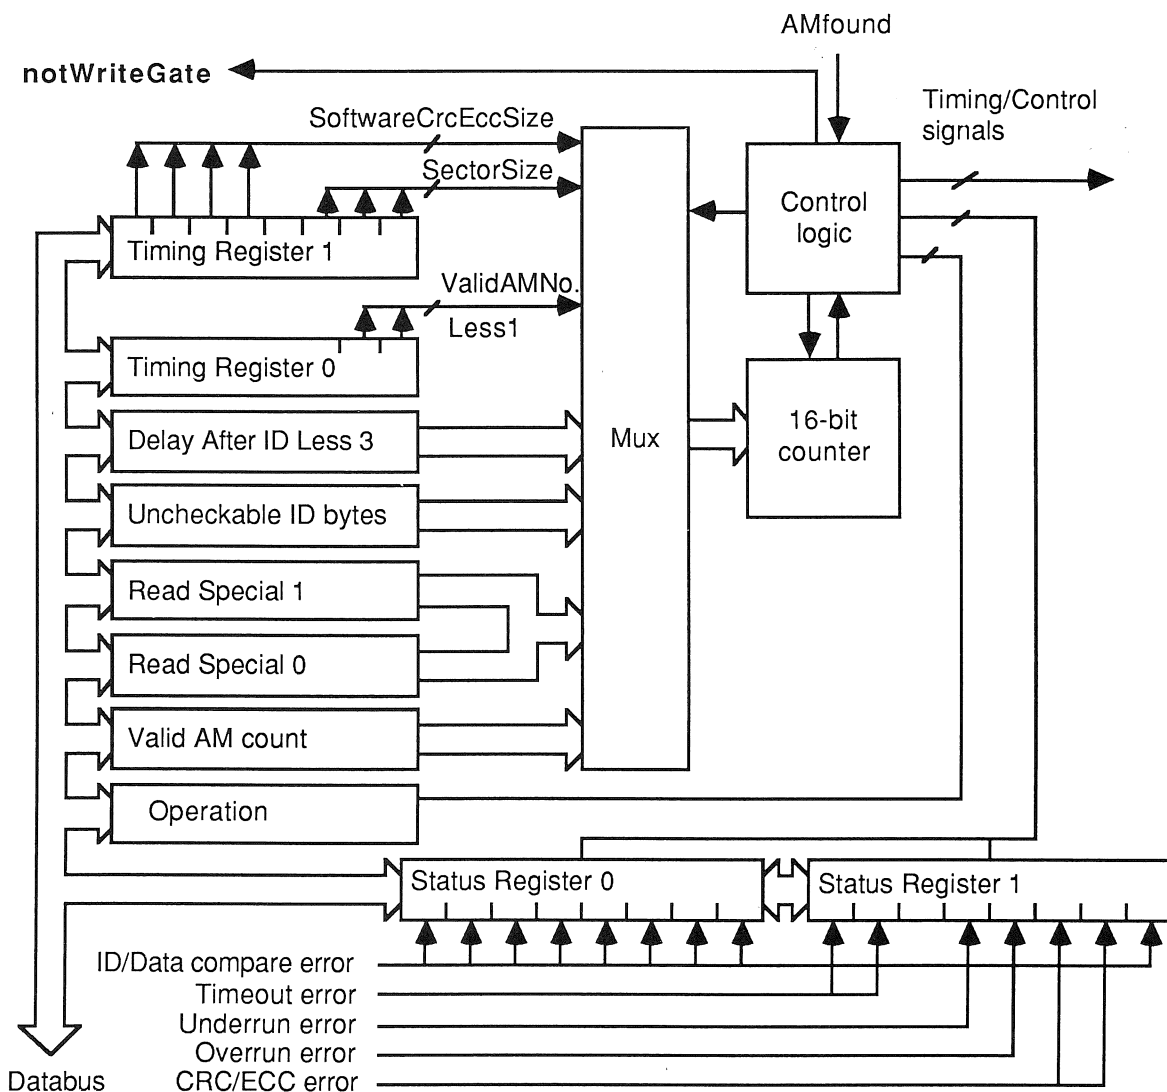 AMfound
notWriteGate
Timing/Control
signals
SoftwareCrcEccSize
SectorSize
Control
logic
Timing Register 1
ValidAMNo.
Less1
Timing Register 0
Delay After ID Less 3
Mux
16-bit
counter
Uncheckable ID bytes
Read Special 1
Read Special 0
Valid AM count
Operation
Status Register 0
Status Register 1
ID/Data compare error
Timeout error
Underrun error
Overrun error
CRC/ECC error
Databus